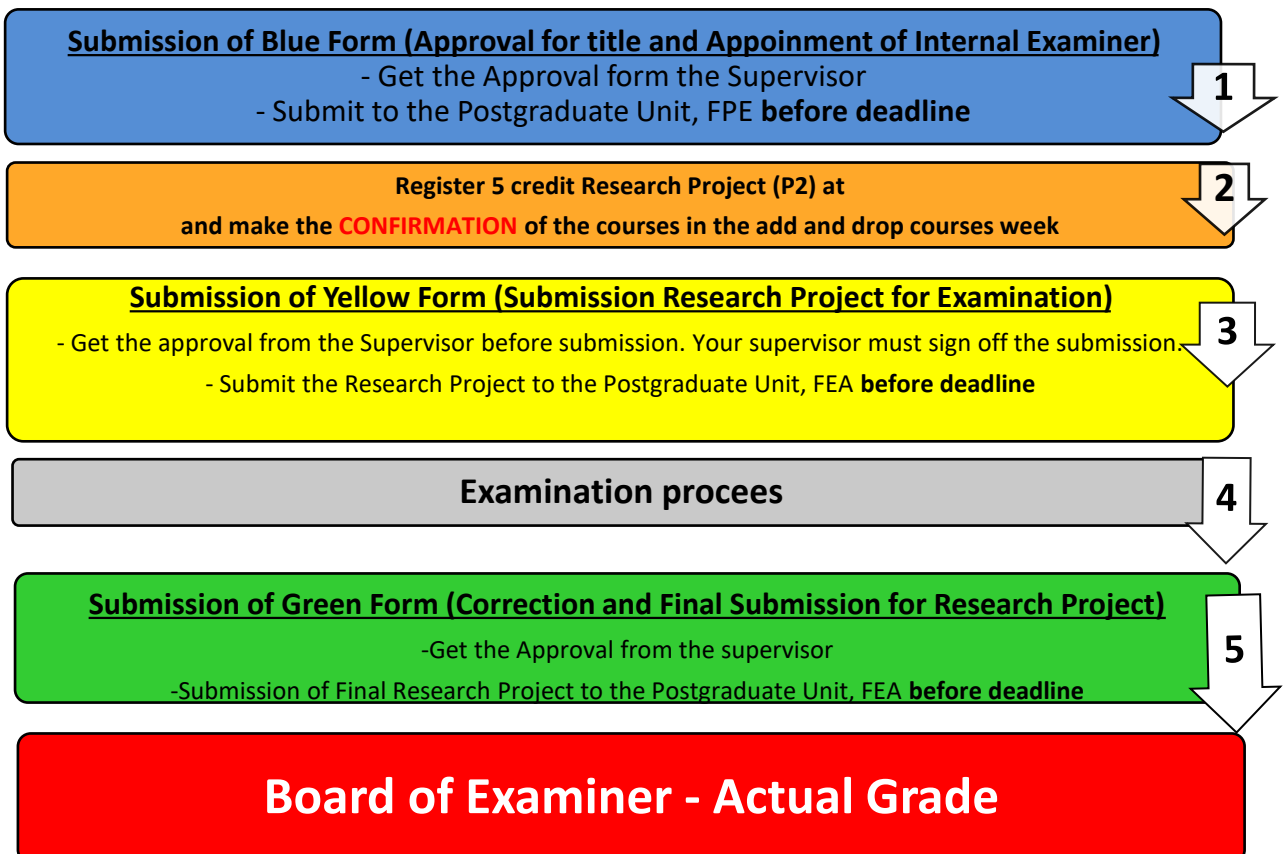 Submission of Blue Form (Approval for title and Appoinment of Internal Examiner)
- Get the Approval form the Supervisor
- Submit to the Postgraduate Unit, FPE before deadline
1
Register 5 credit Research Project (P2) at
and make the CONFIRMATION of the courses in the add and drop courses week
2
Submission of Yellow Form (Submission Research Project for Examination)
- Get the approval from the Supervisor before submission. Your supervisor must sign off the submission.
- Submit the Research Project to the Postgraduate Unit, FEA before deadline
3
Examination procees
4
Submission of Green Form (Correction and Final Submission for Research Project)
-Get the Approval from the supervisor
-Submission of Final Research Project to the Postgraduate Unit, FEA before deadline
5
Board of Examiner - Actual Grade